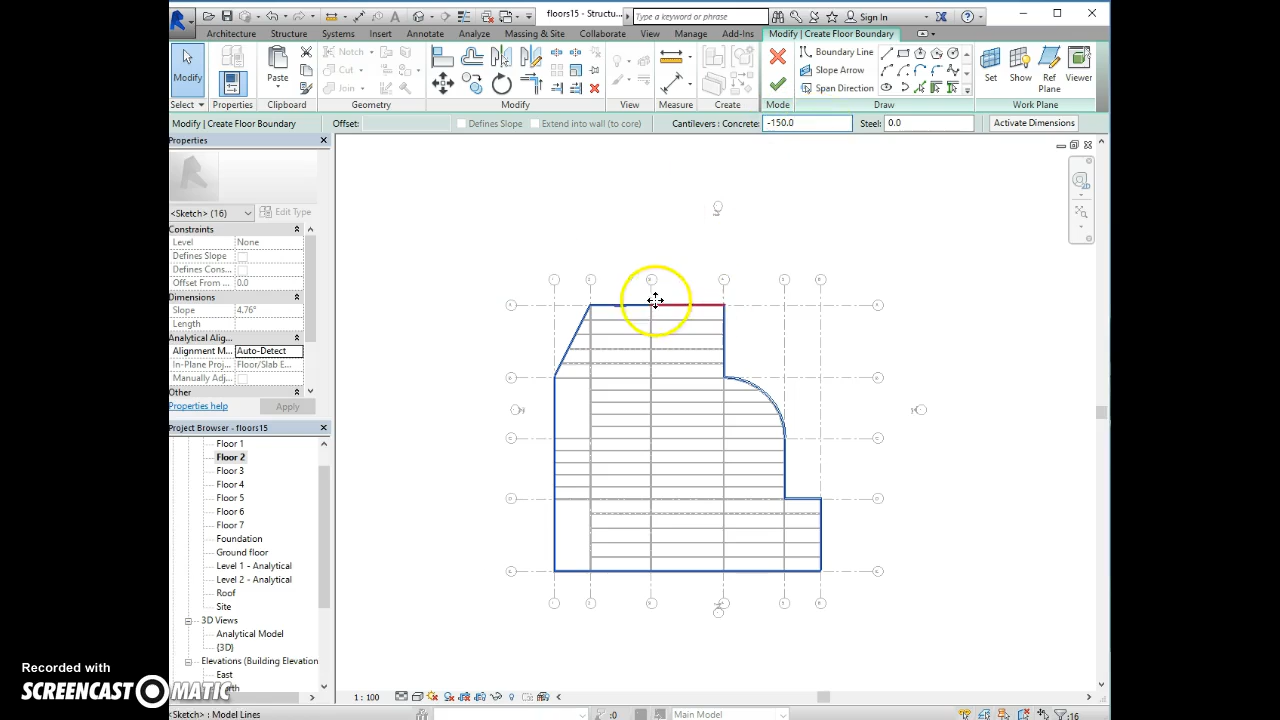 floors15 - Structu...
Type a keyword or phrase
Sign In
Architecture Structure Systems Insert Annotate Analyze Massing & Site Collaborate View Manage Add-Ins Modify | Create Floor Boundary
Modify
Paste
Notch
Cut
Join
Boundary Line
Slope Arrow
Span Direction
Set Show Ref Plane Viewer
Select Properties Clipboard Geometry Modify View Measure Create Mode Draw Work Plane
Modify | Create Floor Boundary Offset: Defines Slope Extend into wall (to core) Cantilevers : Concrete: -150.0 Steel: 0.0 Activate Dimensions
Properties
<Sketch> (16) Edit Type
Constraints
Level None
Defines Slope
Defines Cons...
Offset From ... 0.0
Dimensions
Slope 4.76°
Length
Analytical Alig...
Alignment M... Auto-Detect
In-Plane Proj... Floor/Slab E...
Manually Adj...
Other
Properties help Apply
Project Browser - floors15
Floor 1
Floor 2
Floor 3
Floor 4
Floor 5
Floor 6
Floor 7
Foundation
Ground floor
Level 1 - Analytical
Level 2 - Analytical
Roof
Site
3D Views
Analytical Model
{3D}
Elevations (Building Elevation
East
1 : 100
<Sketch> : Model Lines :0 Main Model :16
Recorded with
SCREENCAST-O-MATIC